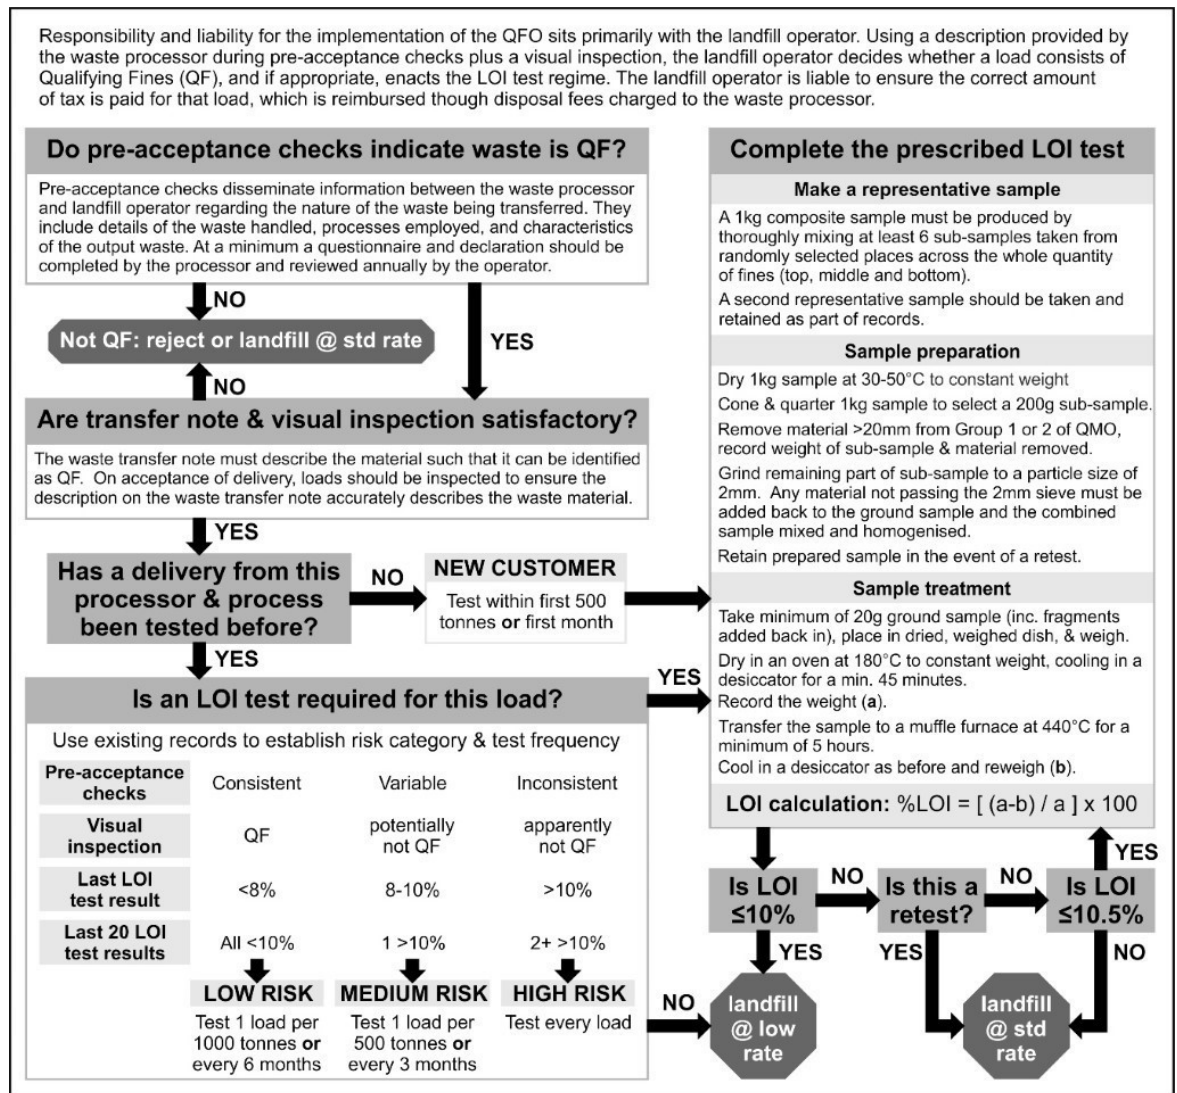 Responsibility and liability for the implementation of the QFO sits primarily with the landfill operator. Using a description provided by
the waste processor during pre-acceptance checks plus a visual inspection, the landfill operator decides whether a load consists of
Qualifying Fines (QF), and if appropriate, enacts the LOI test regime. The landfill operator is liable to ensure the correct amount
of tax is paid for that load, which is reimbursed though disposal fees charged to the waste processor.
Do pre-acceptance checks indicate waste is QF?
Pre-acceptance checks disseminate information between the waste processor
and landfill operator regarding the nature of the waste being transferred. They
include details of the waste handled, processes employed, and characteristics
of the output waste. At a minimum a questionnaire and declaration should be
completed by the processor and reviewed annually by the operator.
NO
Not QF: reject or landfill @ std rate
YES
NO
Are transfer note & visual inspection satisfactory?
The waste transfer note must describe the material such that it can be identified
as QF. On acceptance of delivery, loads should be inspected to ensure the
description on the waste transfer note accurately describes the waste material.
YES
Has a delivery from this
processor & process
been tested before?
NO
NEW CUSTOMER
Test within first 500
tonnes or first month
YES
Is an LOI test required for this load?
YES
Use existing records to establish risk category & test frequency
Pre-acceptance
checks
Consistent
Variable
Inconsistent
Visual
inspection
QF
potentially
not QF
apparently
not QF
Last LOI
test result
<8%
8-10%
>10%
Last 20 LOI
test results
All <10%
1 >10%
2+ >10%
LOW RISK
MEDIUM RISK
HIGH RISK
Test 1 load per
1000 tonnes or
every 6 months
Test 1 load per
500 tonnes or
every 3 months
Test every load
NO
Complete the prescribed LOI test
Make a representative sample
A 1kg composite sample must be produced by
thoroughly mixing at least 6 sub-samples taken from
randomly selected places across the whole quantity
of fines (top, middle and bottom).
A second representative sample should be taken and
retained as part of records.
Sample preparation
Dry 1kg sample at 30-50°C to constant weight
Cone & quarter 1kg sample to select a 200g sub-sample.
Remove material >20mm from Group 1 or 2 of QMO,
record weight of sub-sample & material removed.
Grind remaining part of sub-sample to a particle size of
2mm. Any material not passing the 2mm sieve must be
added back to the ground sample and the combined
sample mixed and homogenised.
Retain prepared sample in the event of a retest.
Sample treatment
Take minimum of 20g ground sample (inc. fragments
added back in), place in dried, weighed dish, & weigh.
Dry in an oven at 180°C to constant weight, cooling in a
desiccator for a min. 45 minutes.
Record the weight (a).
Transfer the sample to a muffle furnace at 440°C for a
minimum of 5 hours.
Cool in a desiccator as before and reweigh (b).
LOI calculation: %LOI = [ (a-b) / a ] x 100
YES
Is LOI
≤10%
NO
Is this a
retest?
NO
Is LOI
≤10.5%
YES
YES
NO
landfill
@ low
rate
landfill
@ std
rate